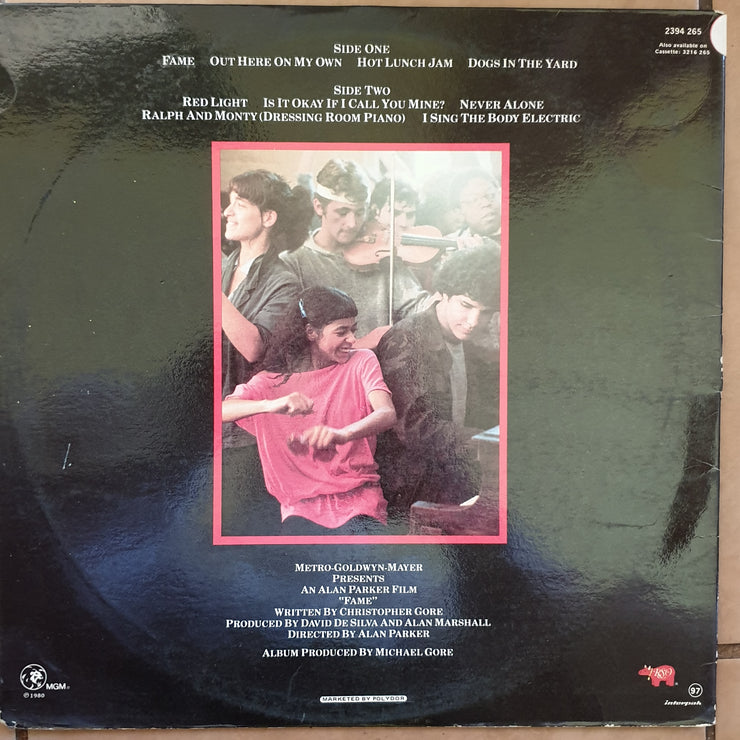 2394 265
Also available on
Cassette: 3216 265
SIDE ONE
FAME OUT HERE ON MY OWN HOT LUNCH JAM DOGS IN THE YARD
SIDE TWO
RED LIGHT IS IT OKAY IF I CALL YOU MINE? NEVER ALONE
RALPH AND MONTY (DRESSING ROOM PIANO) I SING THE BODY ELECTRIC
METRO-GOLDWYN-MAYER
PRESENTS
AN ALAN PARKER FILM
"FAME"
WRITTEN BY CHRISTOPHER GORE
PRODUCED BY DAVID DE SILVA AND ALAN MARSHALL
DIRECTED BY ALAN PARKER
ALBUM PRODUCED BY MICHAEL GORE
MGM
© 1980
MARKETED BY POLYDOR
RSO
97
interpak